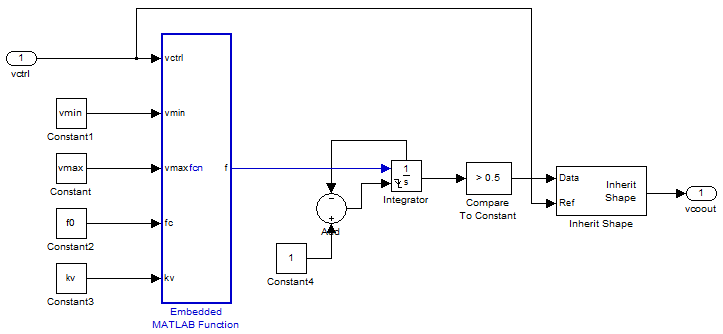 1
vctrl
vmin
Constant1
vmax
Constant
f0
Constant2
kv
Constant3
vctrl
vmin
vmax
fcn
f
fc
kv
Embedded
MATLAB Function
−
+
Add
1
Constant4
1
s
Integrator
> 0.5
Compare
To Constant
Data
Ref
Inherit
Shape
Inherit Shape
1
vcoout